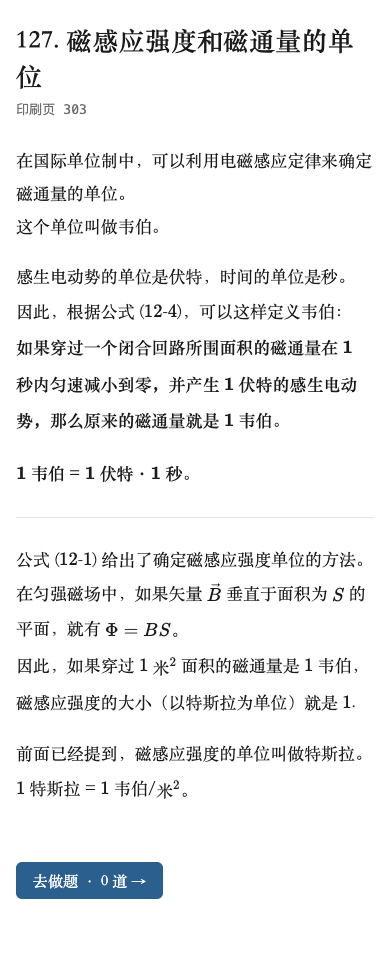 127. 磁感应强度和磁通量的单
位
印刷页 303
在国际单位制中，可以利用电磁感应定律来确定
磁通量的单位。
这个单位叫做韦伯。
感生电动势的单位是伏特，时间的单位是秒。
因此，根据公式 (12-4)，可以这样定义韦伯：
如果穿过一个闭合回路所围面积的磁通量在 1
秒内匀速减小到零，并产生 1 伏特的感生电动
势，那么原来的磁通量就是 1 韦伯。
1 韦伯 = 1 伏特 · 1 秒。
公式 (12-1) 给出了确定磁感应强度单位的方法。
在匀强磁场中，如果矢量 $\vec{B}$ 垂直于面积为 S 的
平面，就有 Φ = BS。
因此，如果穿过 1 米² 面积的磁通量是 1 韦伯，
磁感应强度的大小（以特斯拉为单位）就是 1.
前面已经提到，磁感应强度的单位叫做特斯拉。
1 特斯拉 = 1 韦伯/米²。
去做题 · 0 道 →